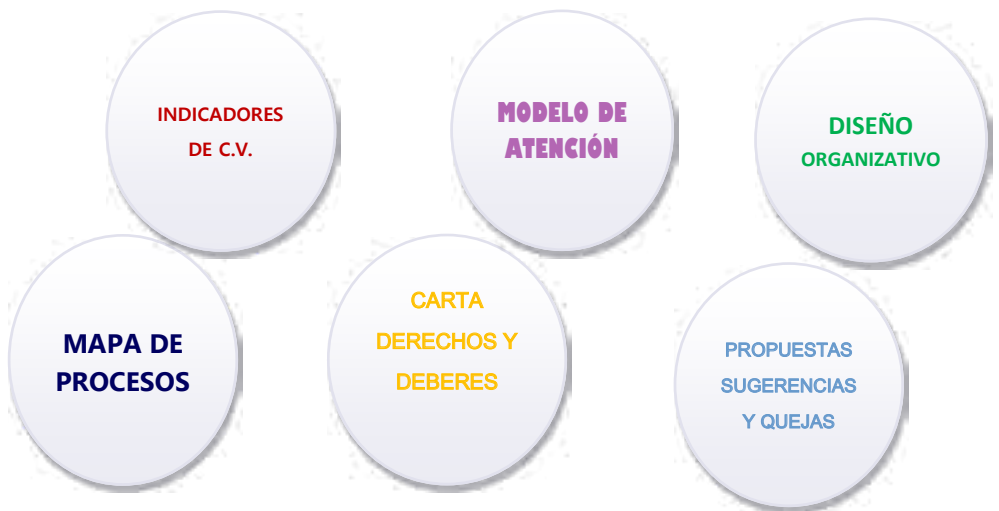 INDICADORES
DE C.V.
MODELO DE
ATENCIÓN
DISEÑO
ORGANIZATIVO
MAPA DE
PROCESOS
CARTA
DERECHOS Y
DEBERES
PROPUESTAS
SUGERENCIAS
Y QUEJAS